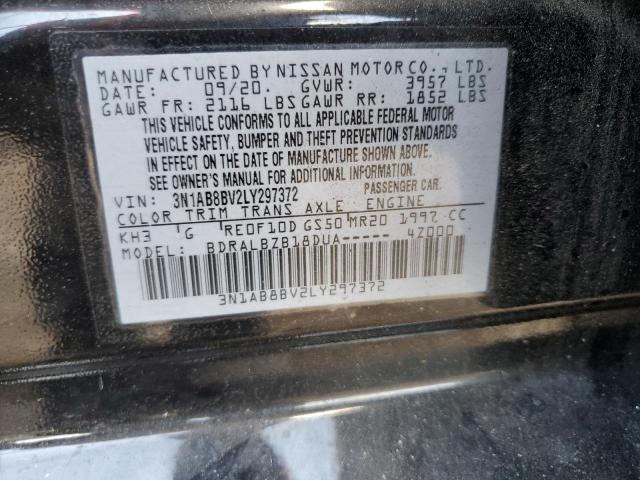 MANUFACTURED BY NISSAN MOTOR CO., LTD.
DATE: 09/20. GVWR: 3957 LBS
GAWR FR: 2116 LBS GAWR RR: 1852 LBS
THIS VEHICLE CONFORMS TO ALL APPLICABLE FEDERAL MOTOR
VEHICLE SAFETY, BUMPER AND THEFT PREVENTION STANDARDS
IN EFFECT ON THE DATE OF MANUFACTURE SHOWN ABOVE.
SEE OWNER'S MANUAL FOR ADDITIONAL INFORMATION.
VIN: 3N1AB8BV2LY297372 PASSENGER CAR.
COLOR TRIM TRANS AXLE ENGINE
KH3 G RE0F10D GS50 MR20 1997 CC
MODEL: BDRALBZB18DUA----- 4Z000
3N1AB8BV2LY297372